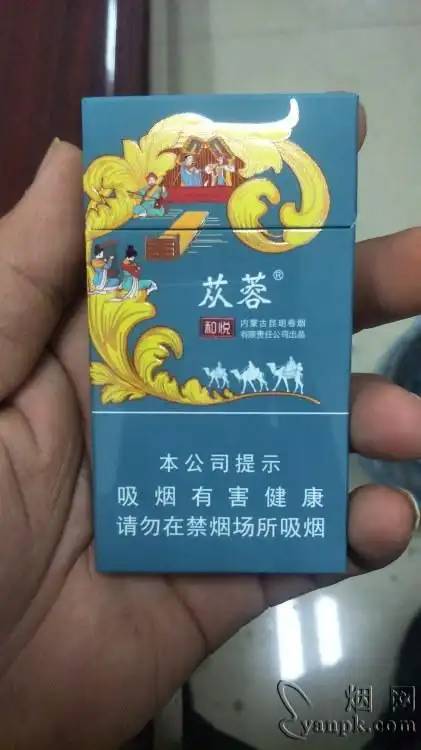 苁蓉®
和悦
内蒙古昆明卷烟
有限责任公司出品
本公司提示
吸烟有害健康
请勿在禁烟场所吸烟
烟网
yanpk.com